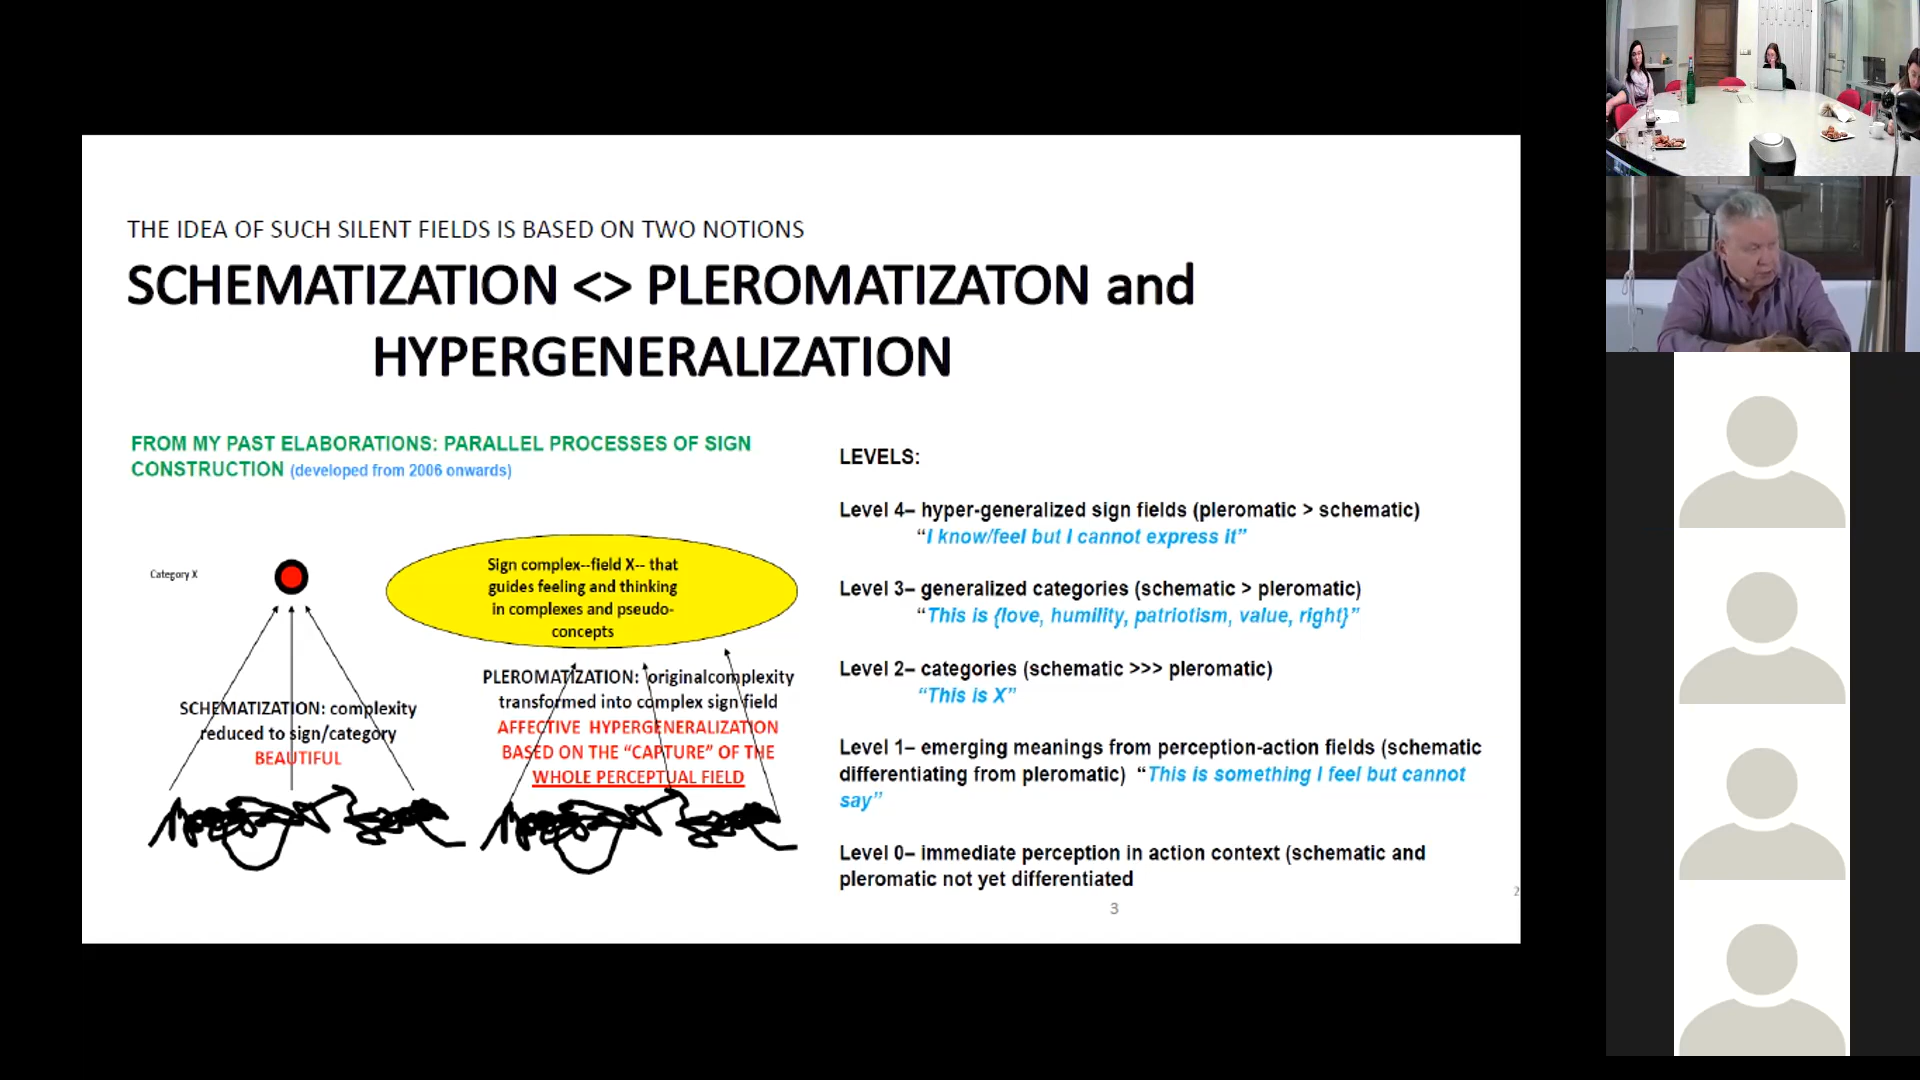 THE IDEA OF SUCH SILENT FIELDS IS BASED ON TWO NOTIONS
SCHEMATIZATION <> PLEROMATIZATON and
HYPERGENERALIZATION
FROM MY PAST ELABORATIONS: PARALLEL PROCESSES OF SIGN
CONSTRUCTION (developed from 2006 onwards)
Category X
Sign complex--field X-- that
guides feeling and thinking
in complexes and pseudo-
concepts
SCHEMATIZATION: complexity
reduced to sign/category
BEAUTIFUL
PLEROMATIZATION: originalcomplexity
transformed into complex sign field
AFFECTIVE HYPERGENERALIZATION
BASED ON THE “CAPTURE” OF THE
WHOLE PERCEPTUAL FIELD
LEVELS:
Level 4– hyper-generalized sign fields (pleromatic > schematic)
“I know/feel but I cannot express it”
Level 3– generalized categories (schematic > pleromatic)
“This is {love, humility, patriotism, value, right}”
Level 2– categories (schematic >>> pleromatic)
“This is X”
Level 1– emerging meanings from perception-action fields (schematic
differentiating from pleromatic) “This is something I feel but cannot
say”
Level 0– immediate perception in action context (schematic and
pleromatic not yet differentiated
3
2